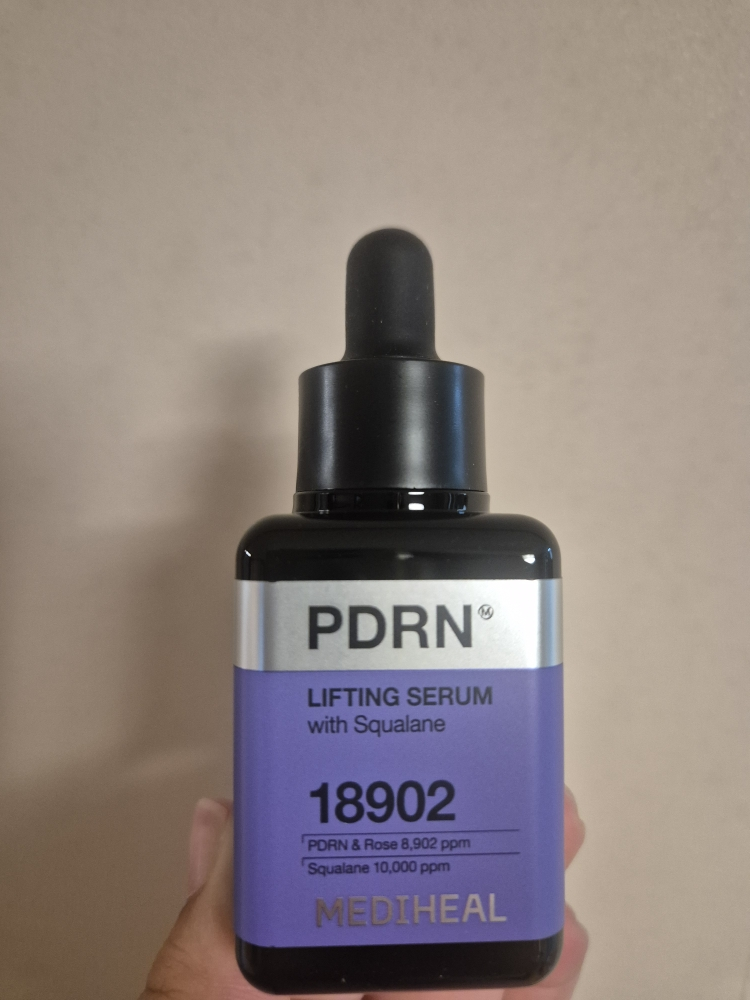 PDRN
LIFTING SERUM
with Squalane
18902
PDRN & Rose 8,902 ppm
Squalane 10,000 ppm
MEDIHEAL